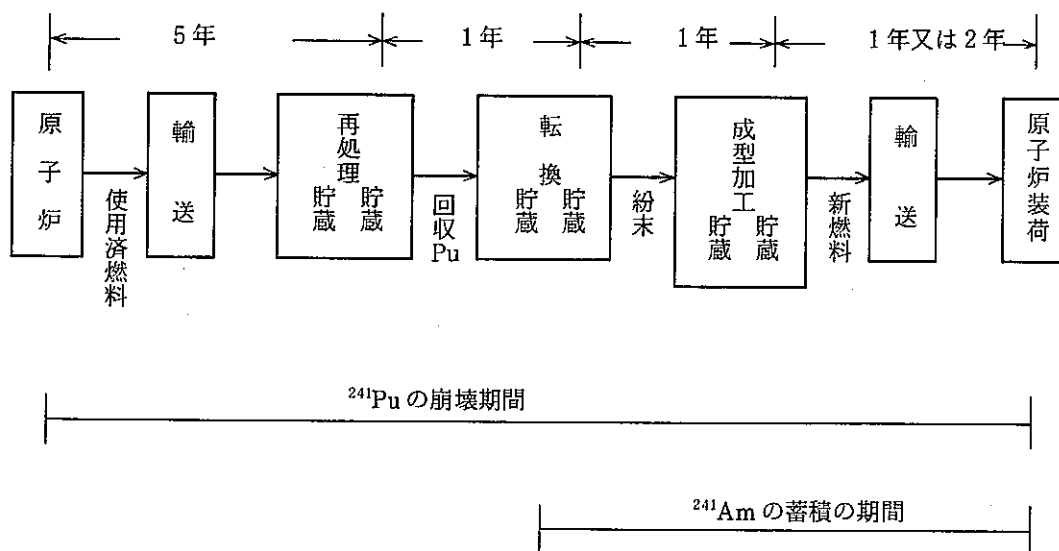 5年
1年
1年
1年又は2年
原子炉
輸送
再処理
貯蔵
貯蔵
転換
貯蔵
貯蔵
成型加工
貯蔵
貯蔵
輸送
原子炉装荷
使用済燃料
回収Pu
紛末
新燃料
²⁴¹Puの崩壊期間
²⁴¹Amの蓄積の期間